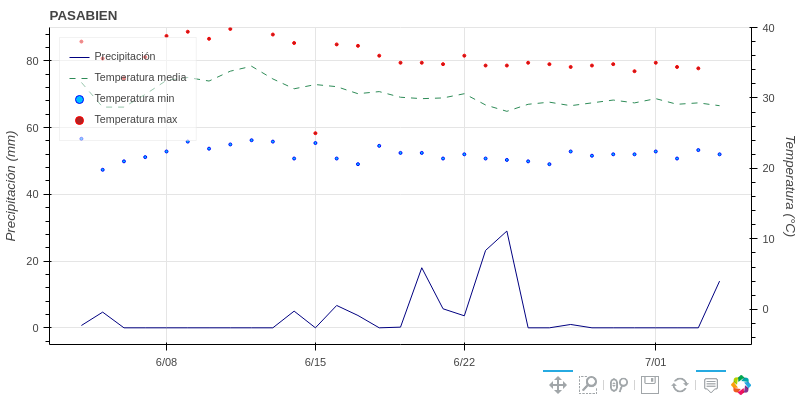 PASABIEN
Precipitación
Temperatura media
Temperatura min
Temperatura max
Precipitación (mm)
80
60
40
20
0
Temperatura (°C)
40
30
20
10
0
6/08
6/15
6/22
7/01